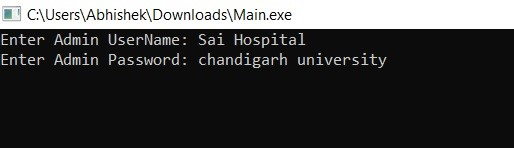 C:\Users\Abhishek\Downloads\Main.exe
Enter Admin UserName: Sai Hospital
Enter Admin Password: chandigarh university